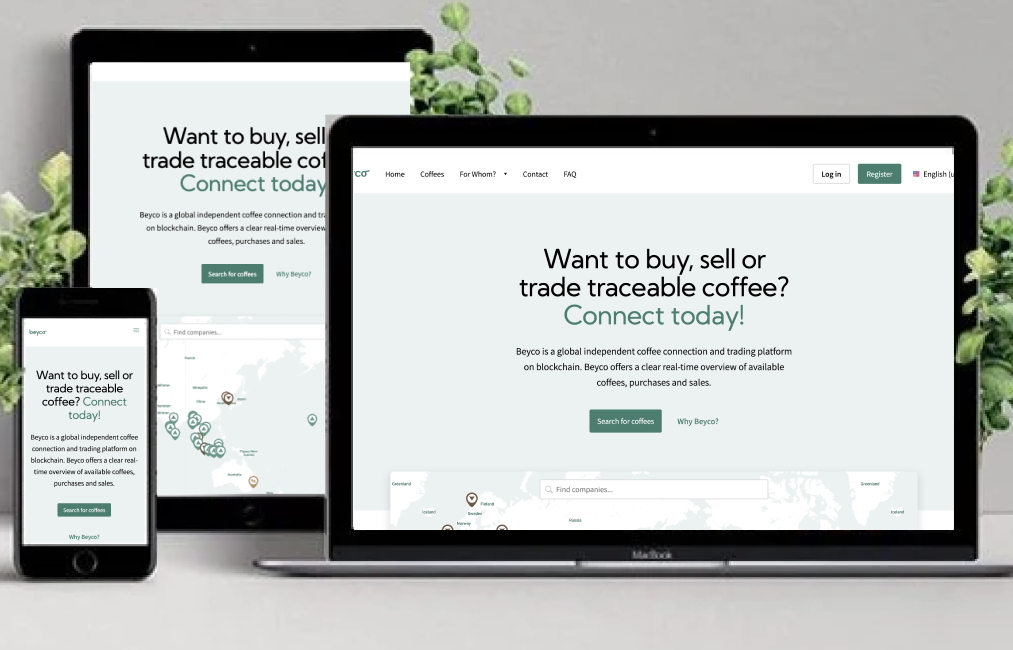 Want to buy, sell
trade traceable
Connect today
Beyco is a global independent coffee connection and
on blockchain. Beyco offers a clear real-time overview
coffees, purchases and sales.
Search for coffees Why Beyco?
Find companies...
Australia
beyco
Want to buy, sell or
trade traceable
coffee? Connect
today!
Beyco is a global independent coffee
connection and trading platform on
blockchain. Beyco offers a clear real-
time overview of available coffees,
purchases and sales.
Search for coffees
Why Beyco?
Home Coffees For Whom? Contact FAQ Log in Register English
Want to buy, sell or
trade traceable coffee?
Connect today!
Beyco is a global independent coffee connection and trading platform
on blockchain. Beyco offers a clear real-time overview of available
coffees, purchases and sales.
Search for coffees Why Beyco?
Find companies...
Greenland Greenland
Finland
Iceland Sweden Iceland
Norway Russia
MacBook